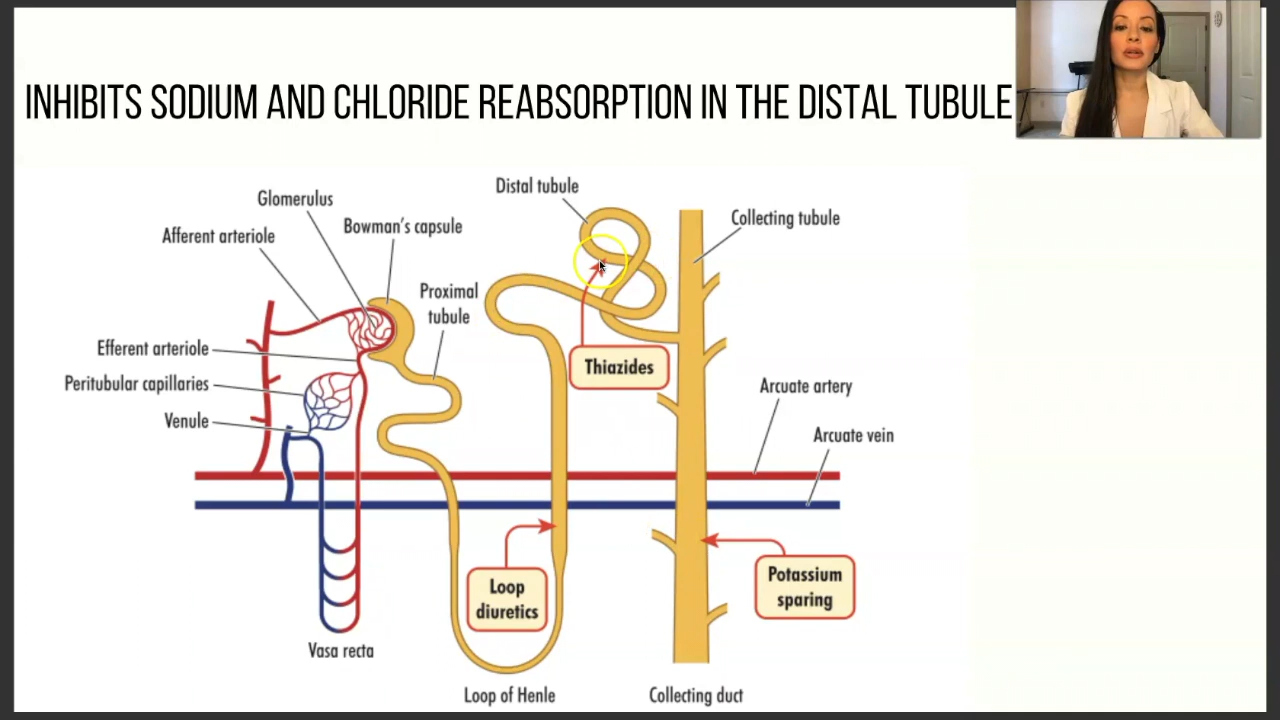 INHIBITS SODIUM AND CHLORIDE REABSORPTION IN THE DISTAL TUBULE
Distal tubule
Glomerulus
Bowman's capsule
Collecting tubule
Afferent arteriole
Proximal
tubule
Efferent arteriole
Thiazides
Peritubular capillaries
Arcuate artery
Venule
Arcuate vein
Loop
diuretics
Potassium
sparing
Vasa recta
Loop of Henle
Collecting duct